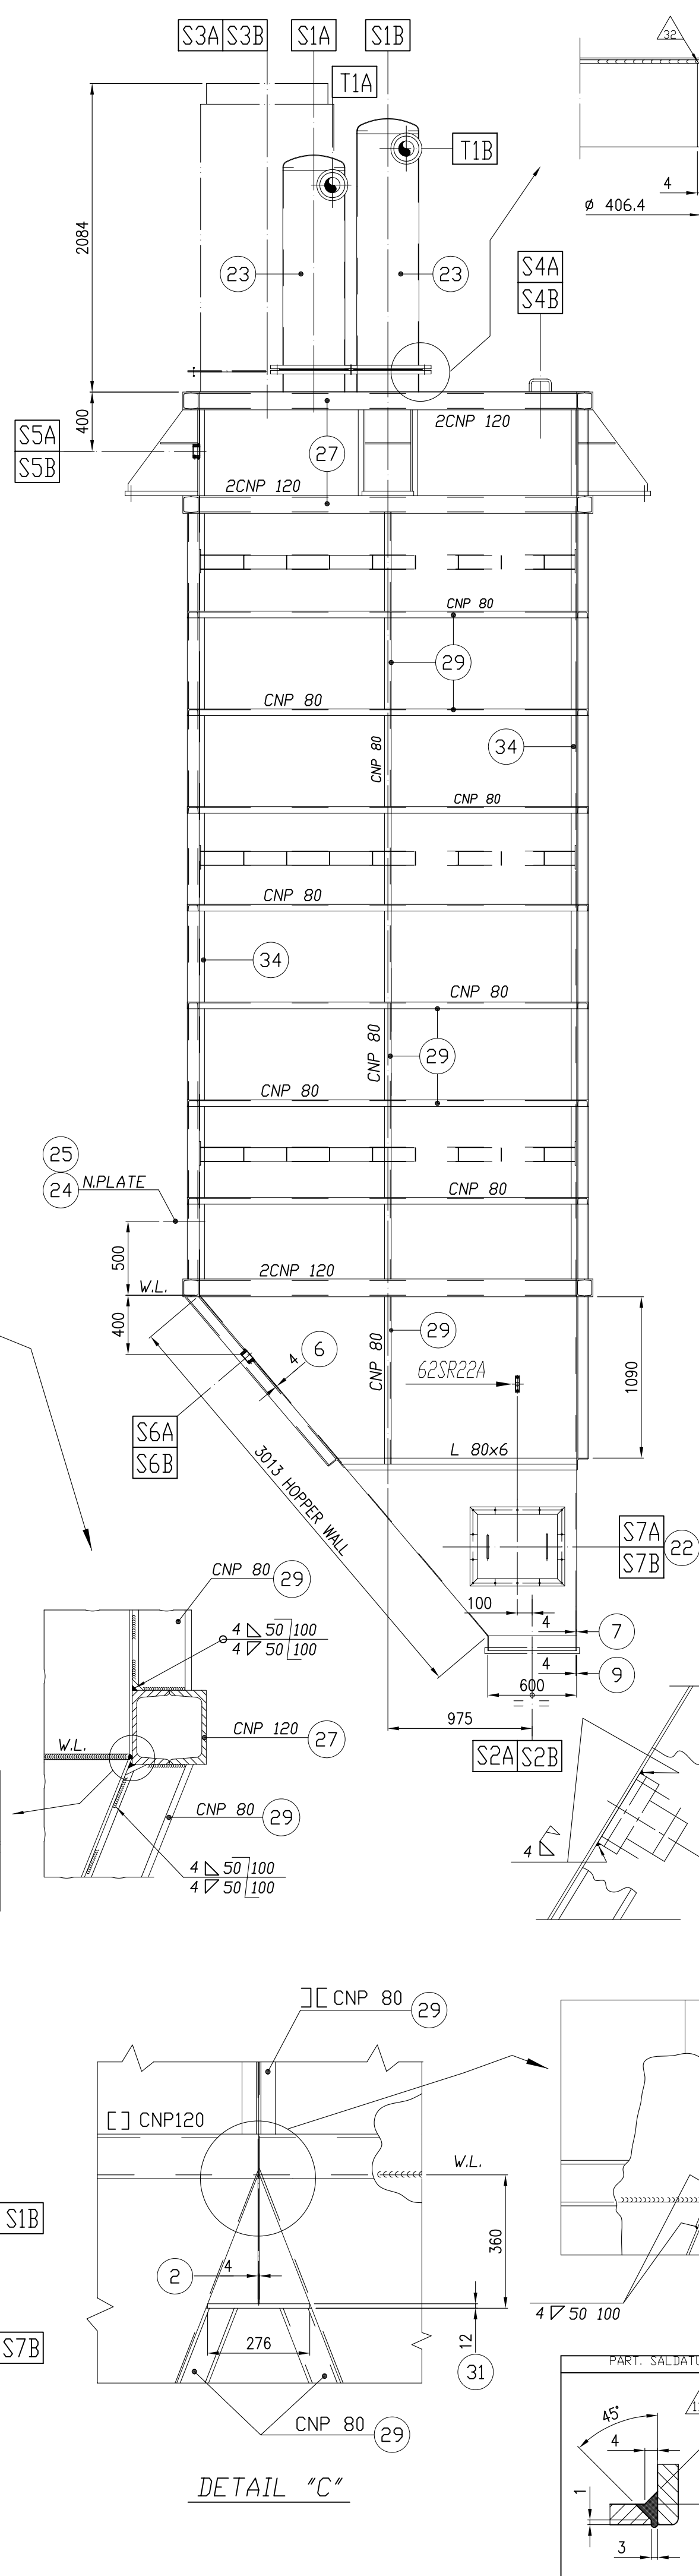 S3A S3B S1A S1B
32
T1A
T1B
4
ø 406.4
2084
23
23
S4A
S4B
400
S5A
S5B
2CNP 120
27
2CNP 120
CNP 80
29
CNP 80
CNP 80
34
CNP 80
CNP 80
34
CNP 80
CNP 80
29
CNP 80
25
24 N.PLATE
CNP 80
500
2CNP 120
W.L.
400
4 6
CNP 80
29
62SR22A
1090
S6A
S6B
L 80x6
3013 HOPPER WALL
S7A
S7B
22
100
4 7
4 9
600
975
S2A S2B
CNP 80 29
4 50 100
4 50 100
CNP 120 27
W.L.
CNP 80 29
4 50 100
4 50 100
4
CNP 80 29
CNP120
W.L.
S1B
360
2 4
4 50 100
S7B
276
12
31
CNP 80 29
DETAIL "C"
45°
4
1
3